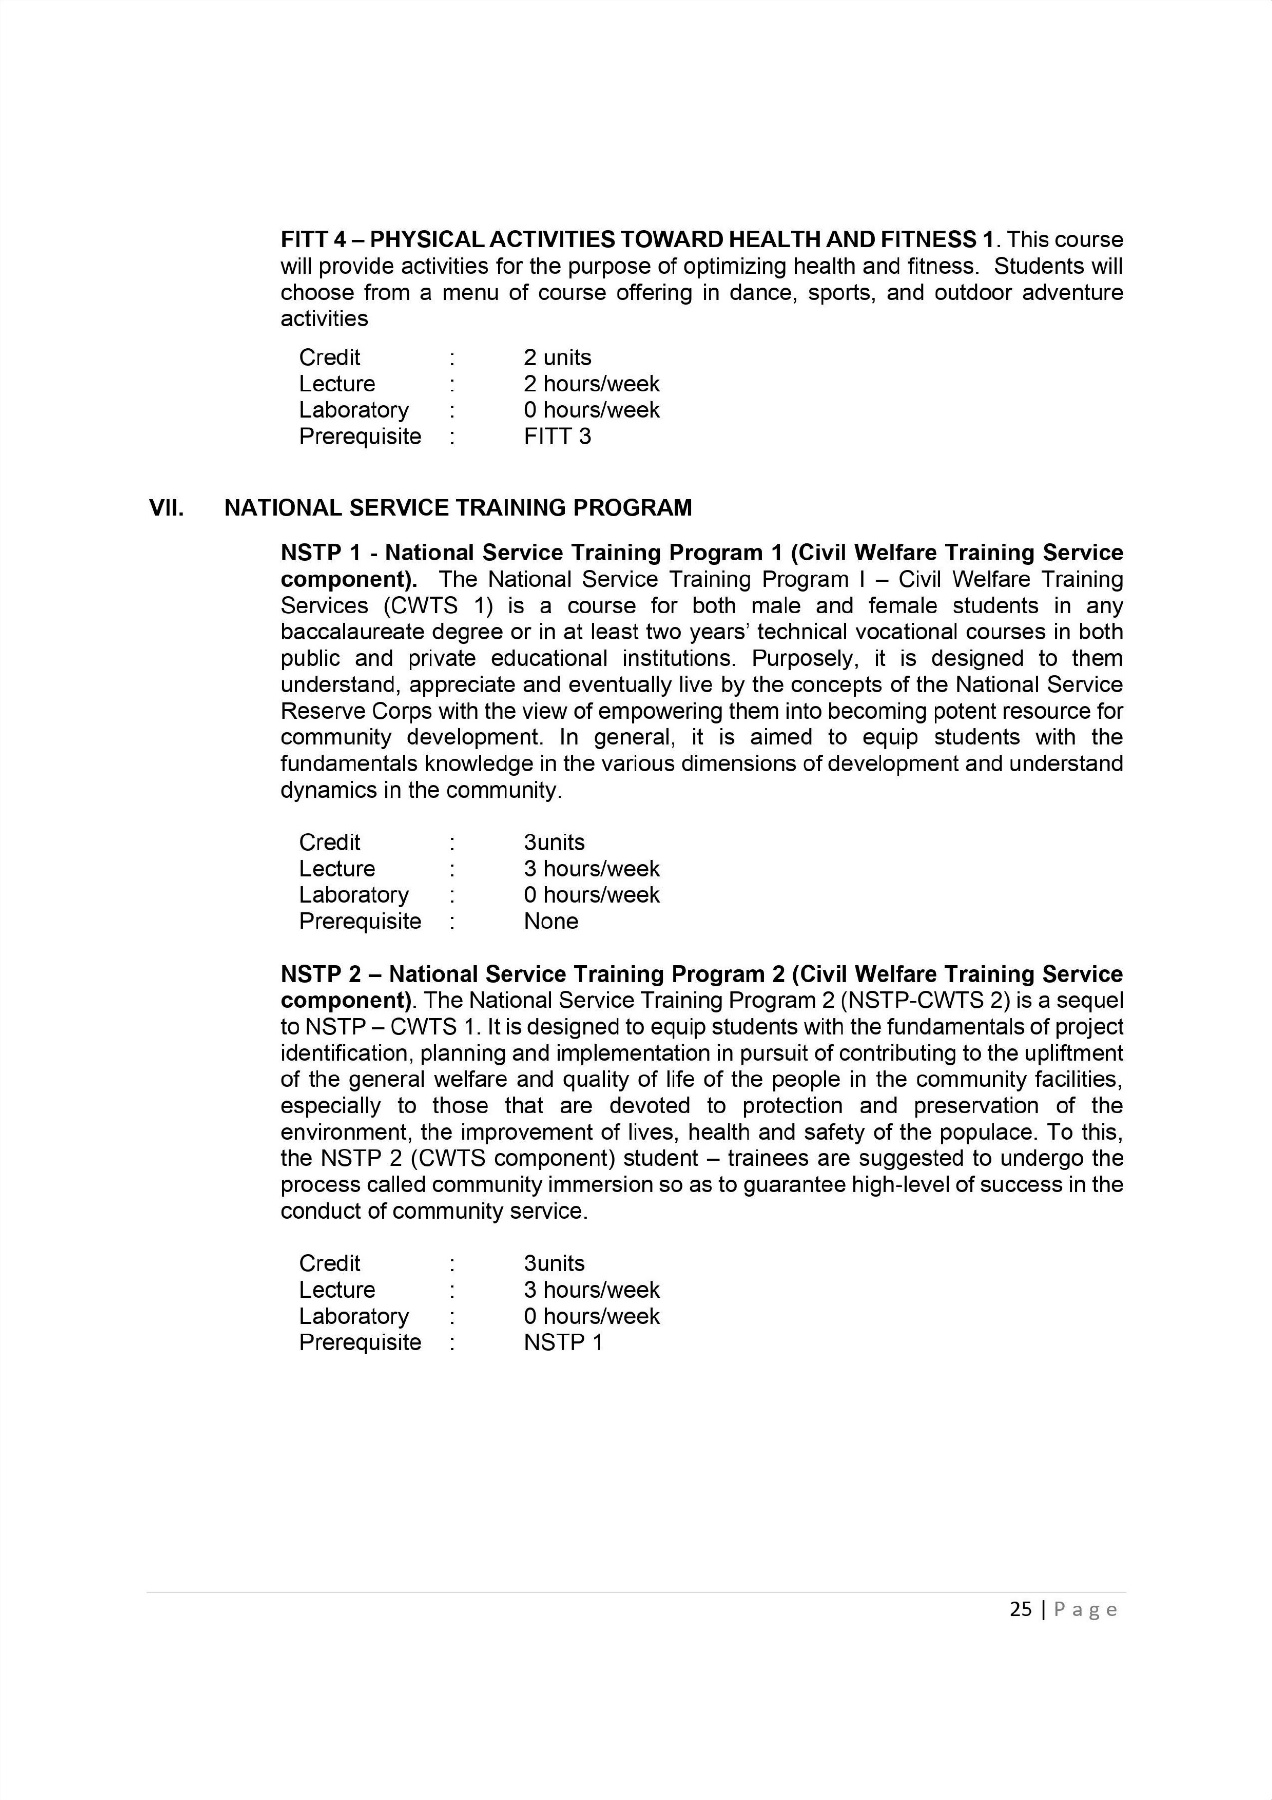 FITT 4 – PHYSICAL ACTIVITIES TOWARD HEALTH AND FITNESS 1. This course
will provide activities for the purpose of optimizing health and fitness. Students will
choose from a menu of course offering in dance, sports, and outdoor adventure
activities
Credit : 2 units
Lecture : 2 hours/week
Laboratory : 0 hours/week
Prerequisite : FITT 3
VII. NATIONAL SERVICE TRAINING PROGRAM
NSTP 1 - National Service Training Program 1 (Civil Welfare Training Service
component). The National Service Training Program I – Civil Welfare Training
Services (CWTS 1) is a course for both male and female students in any
baccalaureate degree or in at least two years’ technical vocational courses in both
public and private educational institutions. Purposely, it is designed to them
understand, appreciate and eventually live by the concepts of the National Service
Reserve Corps with the view of empowering them into becoming potent resource for
community development. In general, it is aimed to equip students with the
fundamentals knowledge in the various dimensions of development and understand
dynamics in the community.
Credit : 3units
Lecture : 3 hours/week
Laboratory : 0 hours/week
Prerequisite : None
NSTP 2 – National Service Training Program 2 (Civil Welfare Training Service
component). The National Service Training Program 2 (NSTP-CWTS 2) is a sequel
to NSTP – CWTS 1. It is designed to equip students with the fundamentals of project
identification, planning and implementation in pursuit of contributing to the upliftment
of the general welfare and quality of life of the people in the community facilities,
especially to those that are devoted to protection and preservation of the
environment, the improvement of lives, health and safety of the populace. To this,
the NSTP 2 (CWTS component) student – trainees are suggested to undergo the
process called community immersion so as to guarantee high-level of success in the
conduct of community service.
Credit : 3units
Lecture : 3 hours/week
Laboratory : 0 hours/week
Prerequisite : NSTP 1
25 | Page